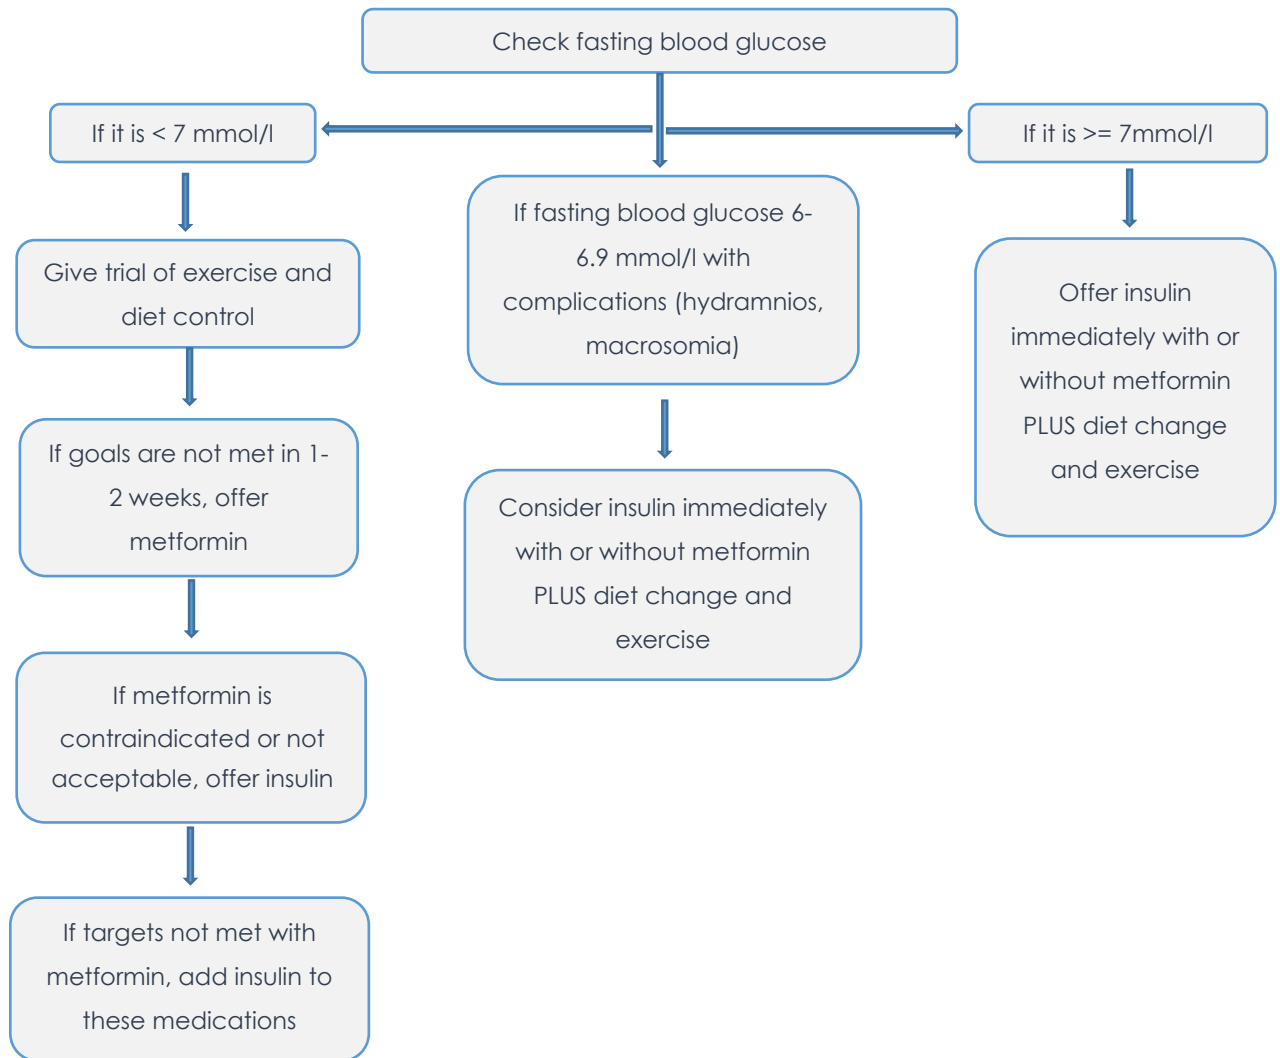 Check fasting blood glucose
If it is < 7 mmol/l
If it is >= 7mmol/l
If fasting blood glucose 6-
6.9 mmol/l with
complications (hydramnios,
macrosomia)
Give trial of exercise and
diet control
Offer insulin
immediately with or
without metformin
PLUS diet change
and exercise
If goals are not met in 1-
2 weeks, offer
metformin
Consider insulin immediately
with or without metformin
PLUS diet change and
exercise
If metformin is
contraindicated or not
acceptable, offer insulin
If targets not met with
metformin, add insulin to
these medications